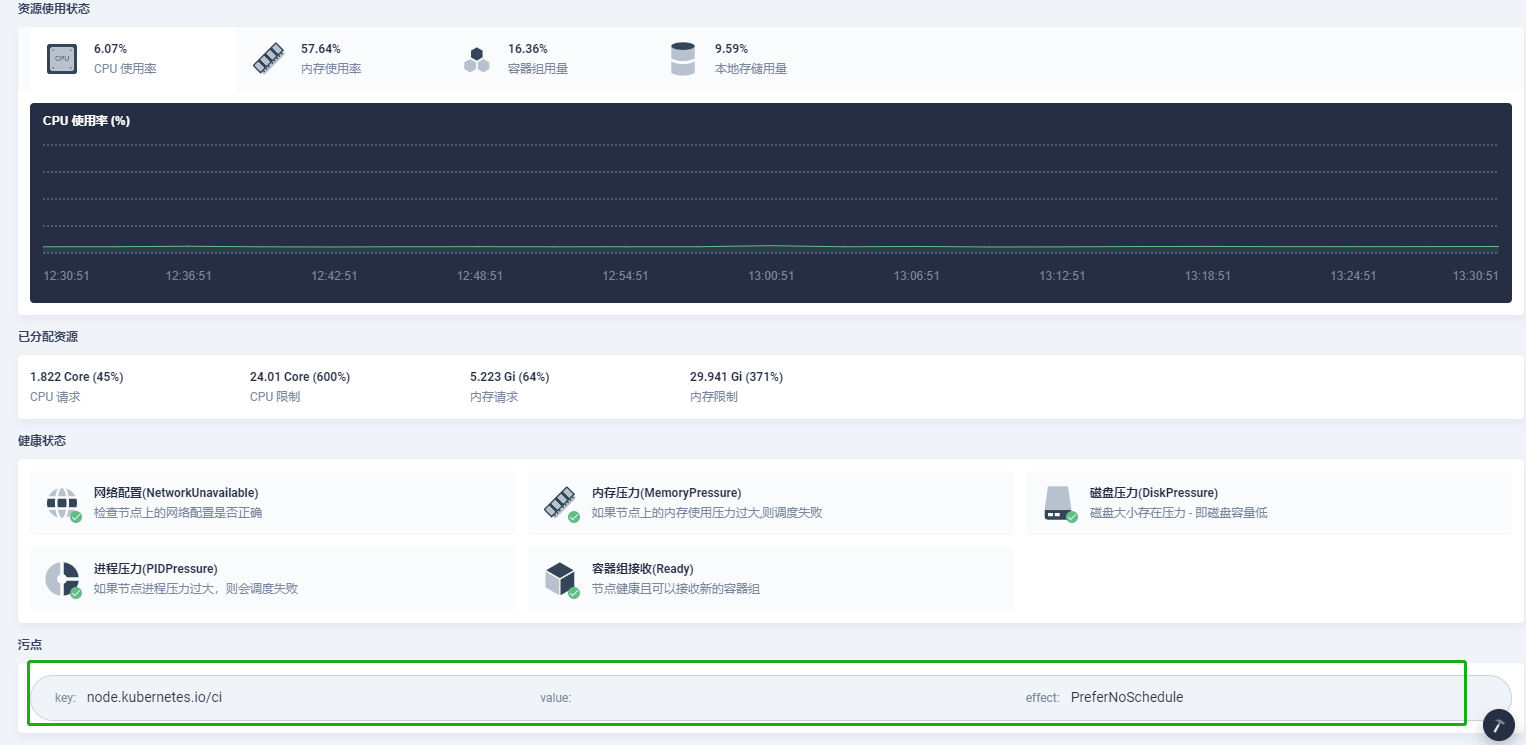 资源使用状态
6.07%
CPU 使用率
57.64%
内存使用率
16.36%
容器组用量
9.59%
本地存储用量
CPU
CPU 使用率 (%)
12:30:51 12:36:51 12:42:51 12:48:51 12:54:51 13:00:51 13:06:51 13:12:51 13:18:51 13:24:51 13:30:51
已分配资源
1.822 Core (45%)
CPU 请求
24.01 Core (600%)
CPU 限制
5.223 Gi (64%)
内存请求
29.941 Gi (371%)
内存限制
健康状态
网络配置(NetworkUnavailable)
检查节点上的网络配置是否正确
内存压力(MemoryPressure)
如果节点上的内存使用压力过大,则调度失败
磁盘压力(DiskPressure)
磁盘大小存在压力 - 即磁盘容量低
进程压力(PIDPressure)
如果节点进程压力过大，则会调度失败
容器组接收(Ready)
节点健康且可以接收新的容器组
污点
key: node.kubernetes.io/ci value: effect: PreferNoSchedule